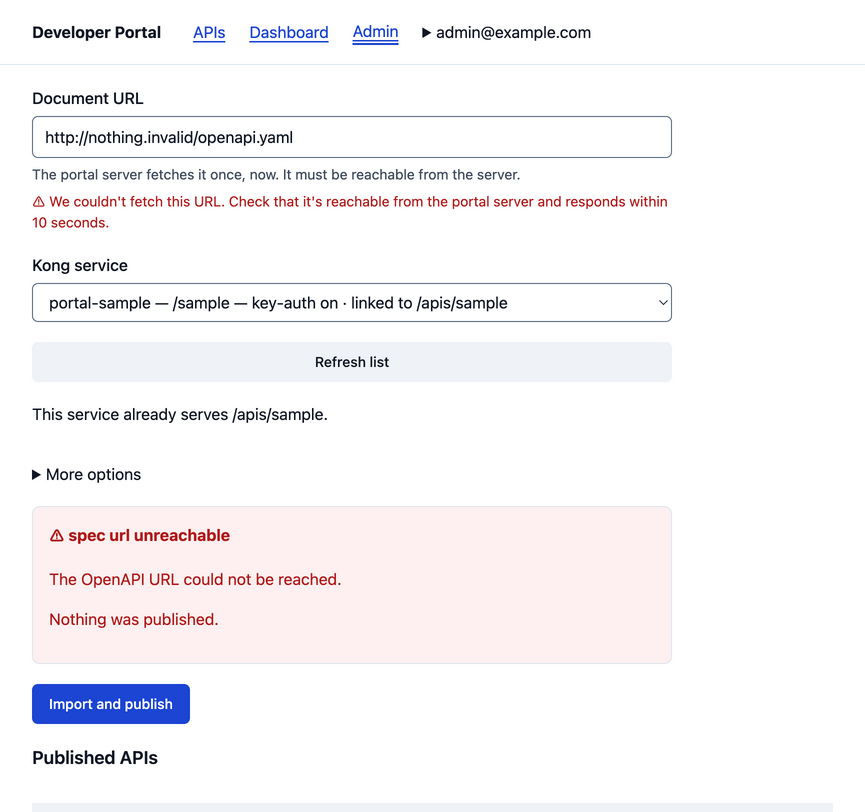 Developer Portal APIs Dashboard Admin ▶ admin@example.com
Document URL
http://nothing.invalid/openapi.yaml
The portal server fetches it once, now. It must be reachable from the server.
⚠ We couldn't fetch this URL. Check that it's reachable from the portal server and responds within
10 seconds.
Kong service
portal-sample — /sample — key-auth on · linked to /apis/sample
Refresh list
This service already serves /apis/sample.
▶ More options
⚠ spec url unreachable
The OpenAPI URL could not be reached.
Nothing was published.
Import and publish
Published APIs